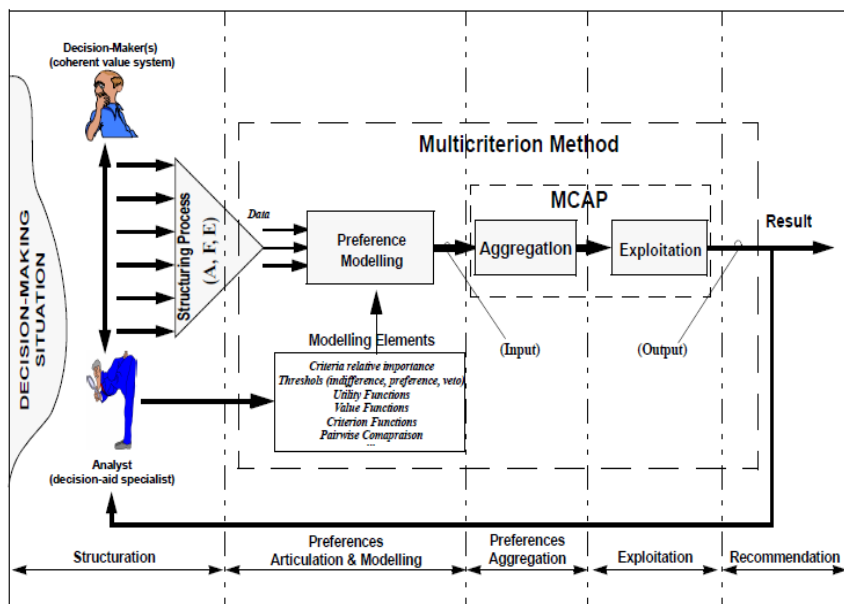 Decision-Maker(s)
(coherent value system)
DECISION-MAKING
SITUATION
Structuring Process
(A, F, E)
Data
Multicriterion Method
MCAP
Preference
Modelling
Aggregation
Exploitation
Result
(Input)
(Output)
Modelling Elements
Criteria relative importance
Threshols (indifference, preference, veto)
Utility Functions
Value Functions
Criterion Functions
Pairwise Comapraison
...
Analyst
(decision-aid specialist)
Structuration
Preferences
Articulation & Modelling
Preferences
Aggregation
Exploitation
Recommendation